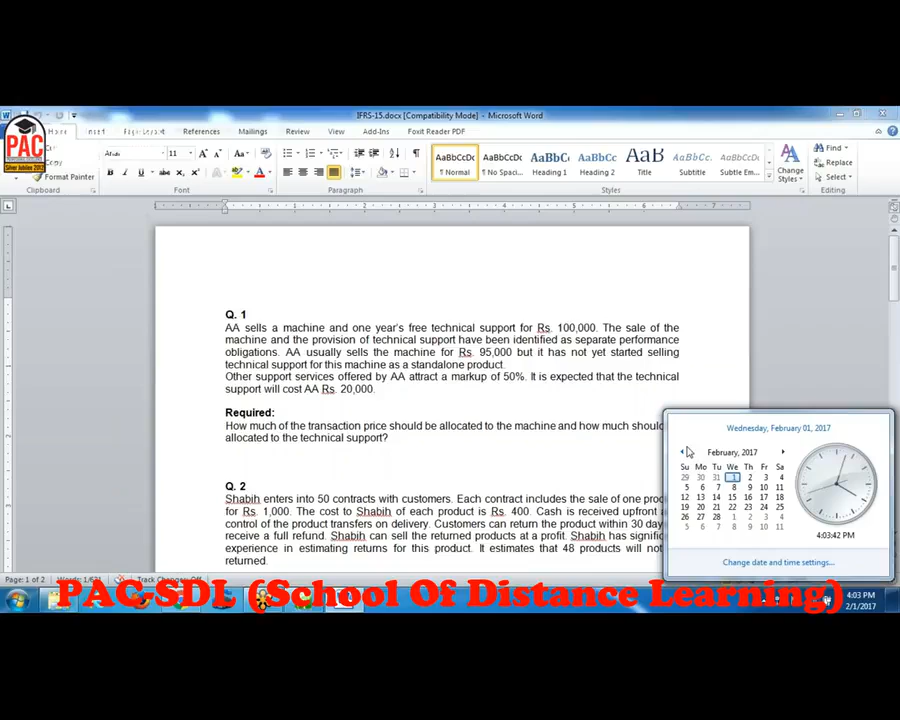 IFRS-15.docx [Compatibility Mode] - Microsoft Word
Insert Page Layout References Mailings Review View Add-Ins Foxit Reader PDF
PAC
Silver Jubilee 2012
Copy
Format Painter
Clipboard
Arial 11
Font
Paragraph
AaBbCcDc AaBbCcDc AaBbC AaBbCc AaB AaBbCcDc AaBbCcDc
Normal No Spaci... Heading 1 Heading 2 Title Subtitle Subtle Em...
Styles
Change Styles
Find
Replace
Select
Editing
Q. 1
AA sells a machine and one year's free technical support for Rs. 100,000. The sale of the
machine and the provision of technical support have been identified as separate performance
obligations. AA usually sells the machine for Rs. 95,000 but it has not yet started selling
technical support for this machine as a standalone product.
Other support services offered by AA attract a markup of 50%. It is expected that the technical
support will cost AA Rs. 20,000.
Required:
How much of the transaction price should be allocated to the machine and how much should
allocated to the technical support?
Q. 2
Shabih enters into 50 contracts with customers. Each contract includes the sale of one
for Rs. 1,000. The cost to Shabih of each product is Rs. 400. Cash is received upfront
control of the product transfers on delivery. Customers can return the product within 30
receive a full refund. Shabih can sell the returned products at a profit. Shabih has
experience in estimating returns for this product. It estimates that 48 products will not
returned.
Wednesday, February 01, 2017
February, 2017
Su Mo Tu We Th Fr Sa
29 30 31 1 2 3 4
5 6 7 8 9 10 11
12 13 14 15 16 17 18
19 20 21 22 23 24 25
26 27 28 1 2 3 4
5 6 7 8 9 10 11
4:03:42 PM
Change date and time settings...
Page: 1 of 2
Track Changes: Off
PAC-SDL (School Of Distance Learning)
4:03 PM
2/1/2017